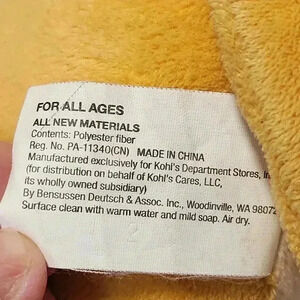 FOR ALL AGES
ALL NEW MATERIALS
Contents: Polyester fiber
Reg. No. PA-11340(CN) MADE IN CHINA
Manufactured exclusively for Kohl's Department Stores, In
(for distribution on behalf of Kohl's Cares, LLC,
its wholly owned subsidiary)
By Bensussen Deutsch & Assoc. Inc., Woodinville, WA 98072
Surface clean with warm water and mild soap. Air dry.